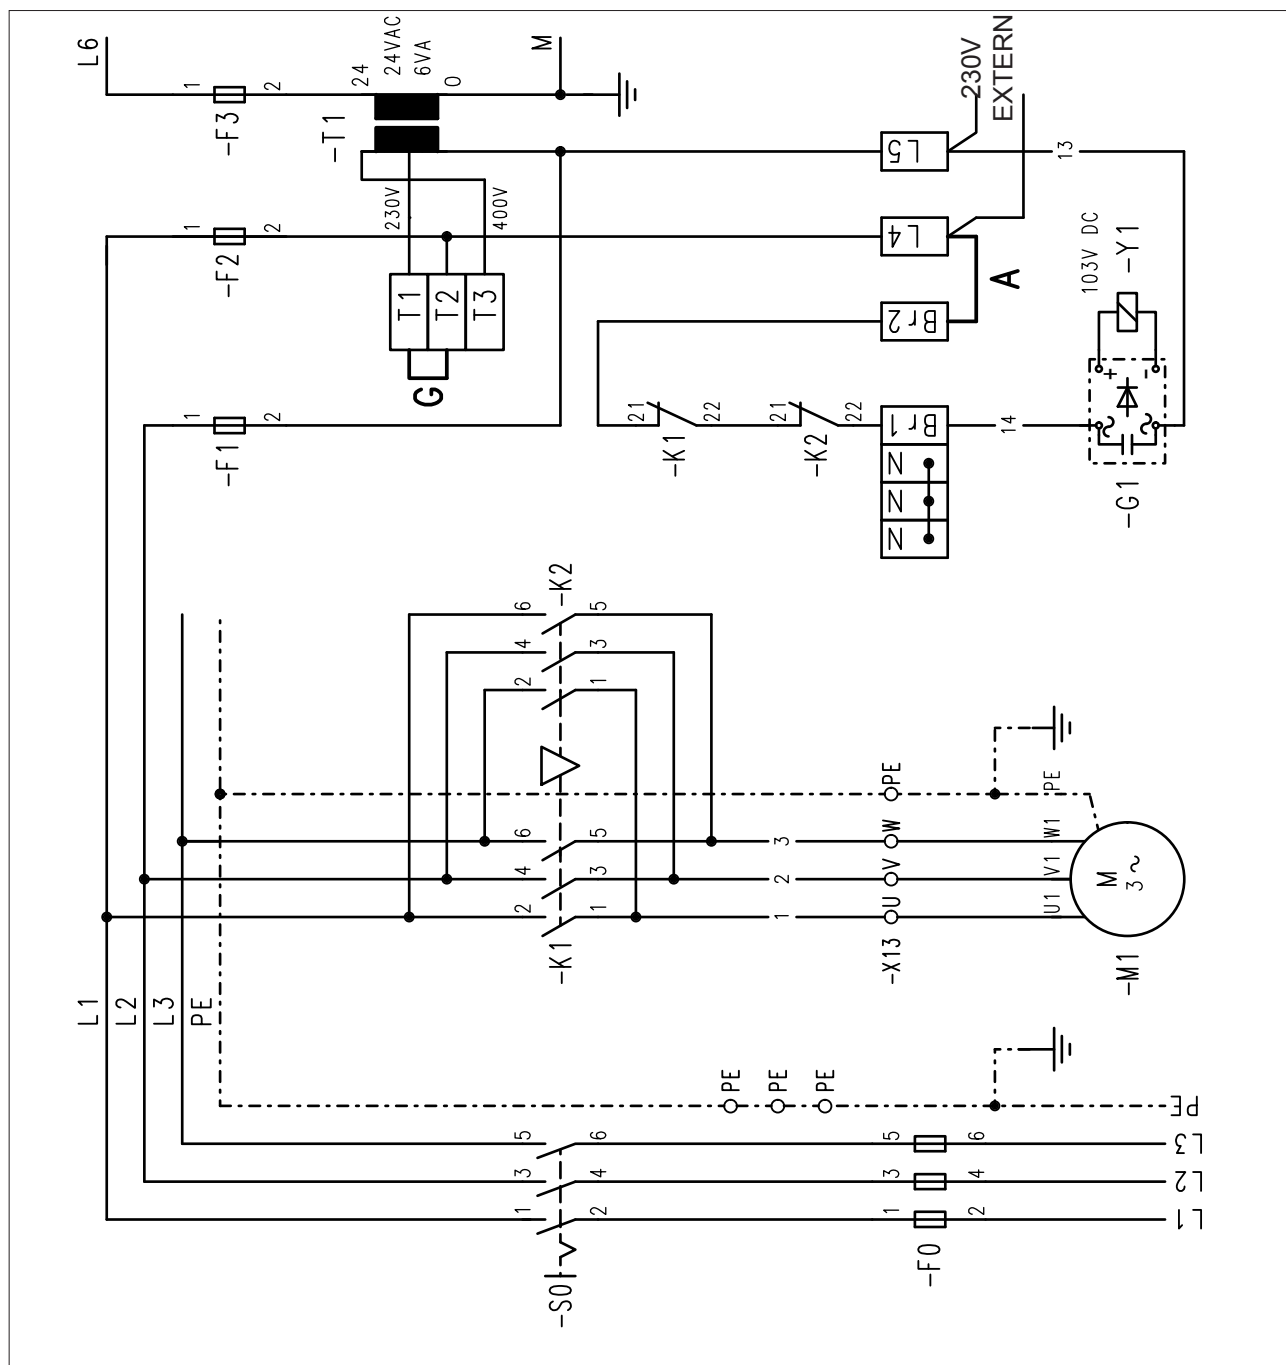 L6
1
2
-F3
24
24VAC
6VA
0
-T1
M
230V
EXTERN
L5
13
1
2
-F2
230V
400V
T1
T2
T3
G
L4
A
Br2
103V DC
-Y1
1
2
-F1
21
22
-K1
21
22
-K2
Br1
N
N
N
14
+
-
-G1
6
5
4
3
2
1
-K2
6
5
4
3
2
1
-K1
3
2
1
PE
W
V
U
-X13
PE
W1
V1
U1
M
3~
-M1
L1
L2
L3
PE
PE
PE
PE
PE
5
6
3
4
1
2
-S0
5
6
3
4
1
2
-F0
L3
L2
L1